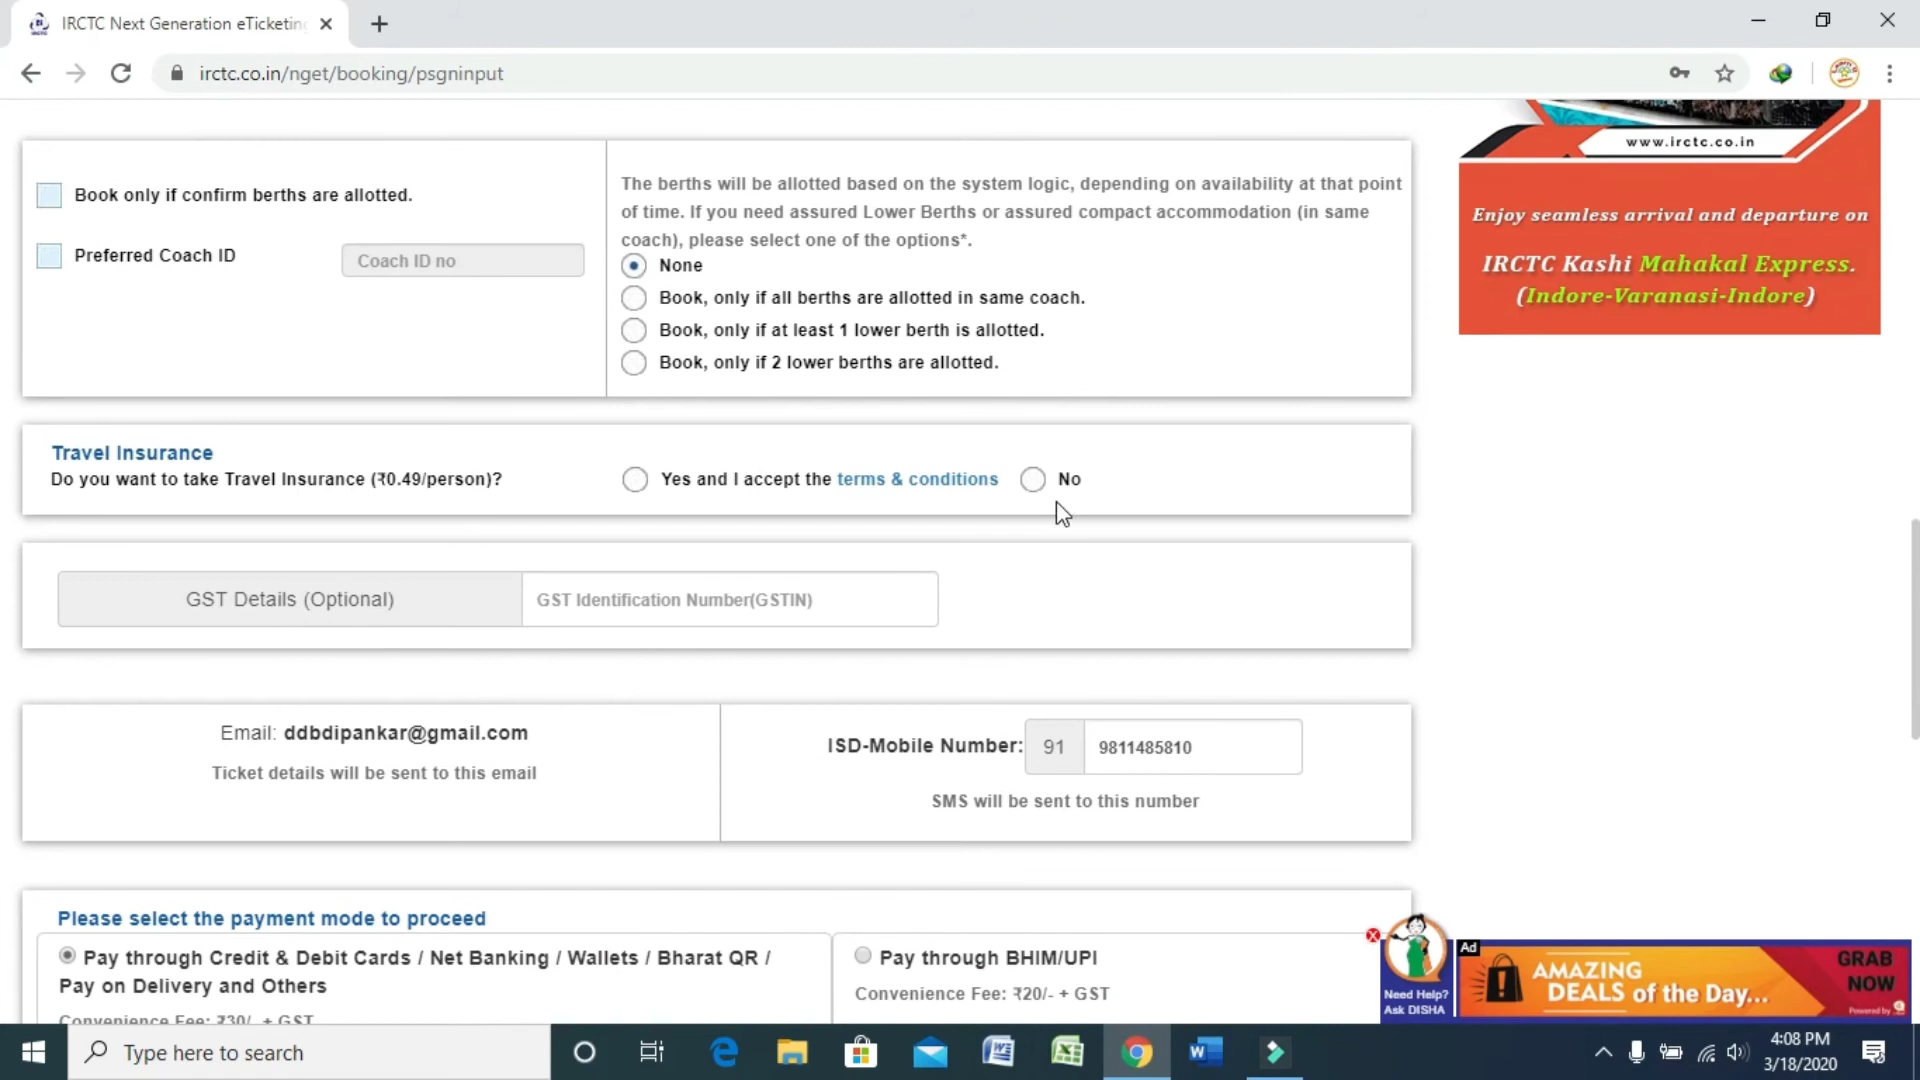 IRCTC Next Generation eTicketin
irctc.co.in/nget/booking/psgninput
www.irctc.co.in
Enjoy seamless arrival and departure on
IRCTC Kashi Mahakal Express.
(Indore-Varanasi-Indore)
Book only if confirm berths are allotted.
Preferred Coach ID
Coach ID no
The berths will be allotted based on the system logic, depending on availability at that point
of time. If you need assured Lower Berths or assured compact accommodation (in same
coach), please select one of the options*.
None
Book, only if all berths are allotted in same coach.
Book, only if at least 1 lower berth is allotted.
Book, only if 2 lower berths are allotted.
Travel Insurance
Do you want to take Travel Insurance (₹0.49/person)?
Yes and I accept the terms & conditions
No
GST Details (Optional)
GST Identification Number(GSTIN)
Email: ddbdipankar@gmail.com
Ticket details will be sent to this email
ISD-Mobile Number: 91 9811485810
SMS will be sent to this number
Please select the payment mode to proceed
Pay through Credit & Debit Cards / Net Banking / Wallets / Bharat QR /
Pay on Delivery and Others
Convenience Fee: ₹30/- + GST
Pay through BHIM/UPI
Convenience Fee: ₹20/- + GST
Need Help?
Ask DISHA
Ad
AMAZING
DEALS of the Day...
GRAB
NOW
Powered by
Type here to search
4:08 PM
3/18/2020